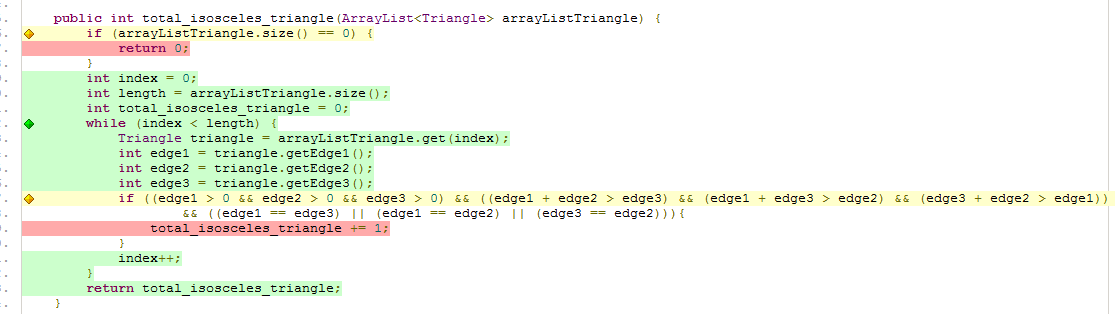 public int total_isosceles_triangle(ArrayList<Triangle> arrayListTriangle) {
if (arrayListTriangle.size() == 0) {
return 0;
}
int index = 0;
int length = arrayListTriangle.size();
int total_isosceles_triangle = 0;
while (index < length) {
Triangle triangle = arrayListTriangle.get(index);
int edge1 = triangle.getEdge1();
int edge2 = triangle.getEdge2();
int edge3 = triangle.getEdge3();
if ((edge1 > 0 && edge2 > 0 && edge3 > 0) && ((edge1 + edge2 > edge3) && (edge1 + edge3 > edge2) && (edge3 + edge2 > edge1))
&& ((edge1 == edge3) || (edge1 == edge2) || (edge3 == edge2))){
total_isosceles_triangle += 1;
}
index++;
}
return total_isosceles_triangle;
}